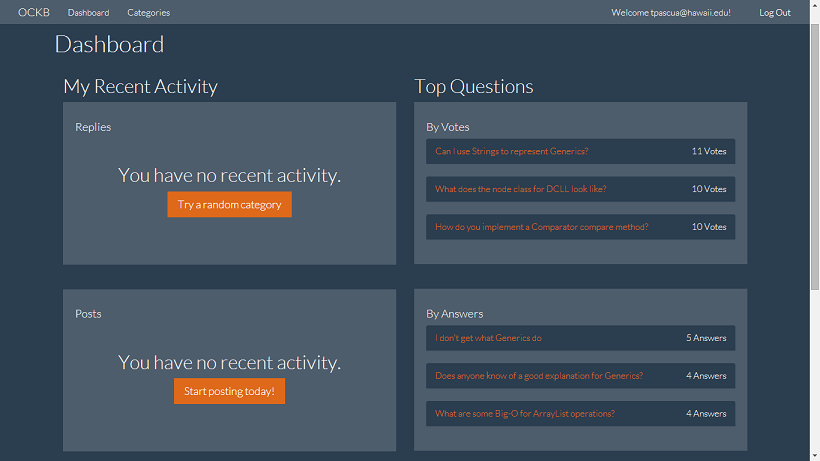 OCKB Dashboard Categories Welcome tpascua@hawaii.edu! Log Out
Dashboard
My Recent Activity
Replies
You have no recent activity.
Try a random category
Posts
You have no recent activity.
Start posting today!
Top Questions
By Votes
Can I use Strings to represent Generics? 11 Votes
What does the node class for DCLL look like? 10 Votes
How do you implement a Comparator compare method? 10 Votes
By Answers
I don't get what Generics do 5 Answers
Does anyone know of a good explanation for Generics? 4 Answers
What are some Big-O for ArrayList operations? 4 Answers